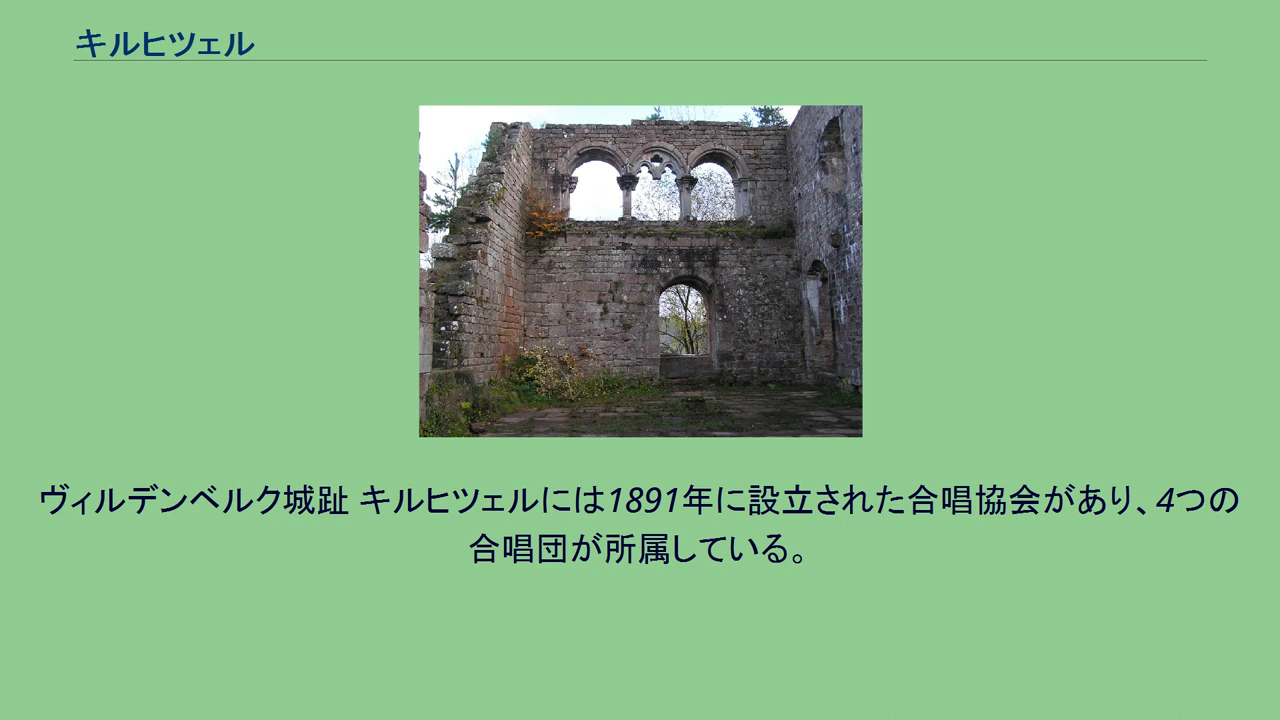 キルヒツェル
ヴィルデンベルク城趾 キルヒツェルには1891年に設立された合唱協会があり、4つの
合唱団が所属している。